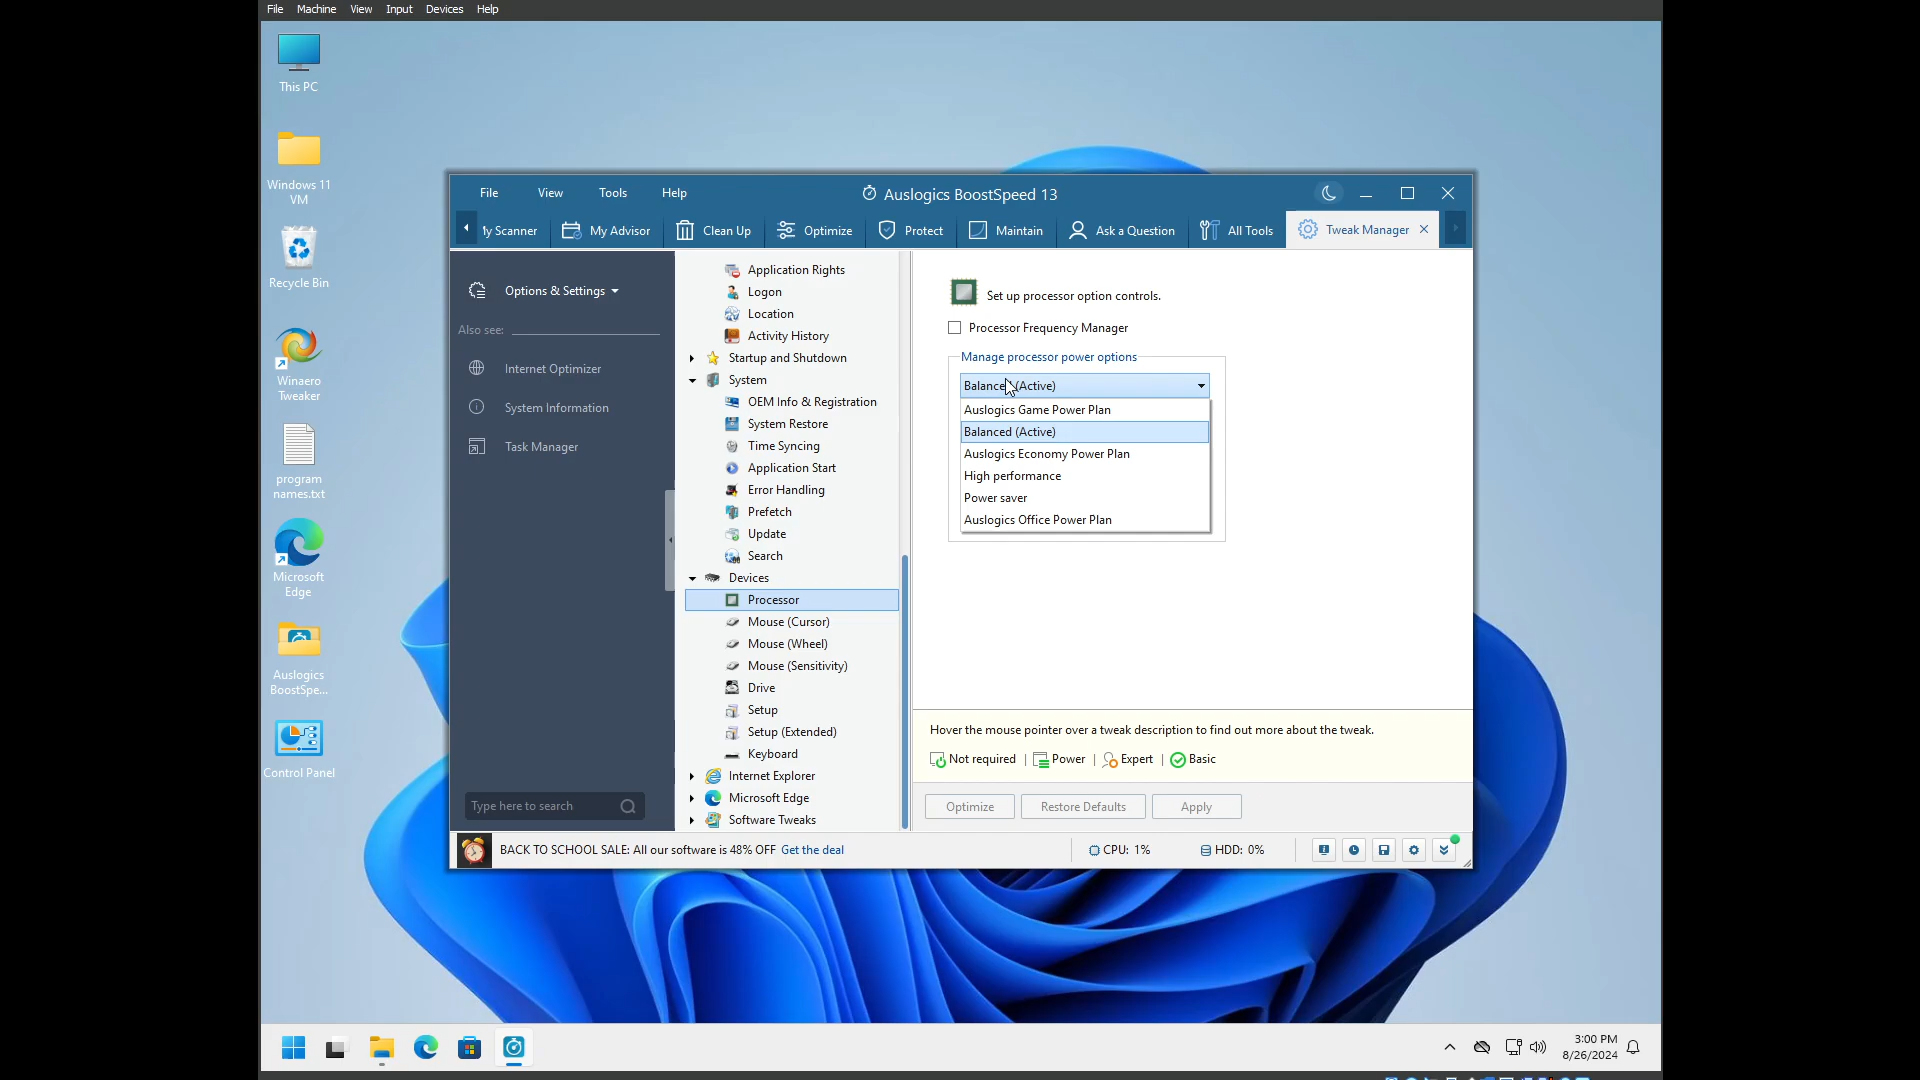 File Machine View Input Devices Help
This PC
Windows 11
VM
Recycle Bin
Winaero
Tweaker
program
names.txt
Microsoft
Edge
Auslogics
BoostSpe...
Control Panel
File View Tools Help
Auslogics BoostSpeed 13
ly Scanner
My Advisor
Clean Up
Optimize
Protect
Maintain
Ask a Question
All Tools
Tweak Manager
Options & Settings
Also see:
Internet Optimizer
System Information
Task Manager
Type here to search
Application Rights
Logon
Location
Activity History
Startup and Shutdown
System
OEM Info & Registration
System Restore
Time Syncing
Application Start
Error Handling
Prefetch
Update
Search
Devices
Processor
Mouse (Cursor)
Mouse (Wheel)
Mouse (Sensitivity)
Drive
Setup
Setup (Extended)
Keyboard
Internet Explorer
Microsoft Edge
Software Tweaks
Set up processor option controls.
Processor Frequency Manager
Manage processor power options
Balanced (Active)
Auslogics Game Power Plan
Balanced (Active)
Auslogics Economy Power Plan
High performance
Power saver
Auslogics Office Power Plan
Hover the mouse pointer over a tweak description to find out more about the tweak.
Not required | Power | Expert | Basic
Optimize
Restore Defaults
Apply
BACK TO SCHOOL SALE: All our software is 48% OFF Get the deal
CPU: 1%
HDD: 0%
3:00 PM
8/26/2024